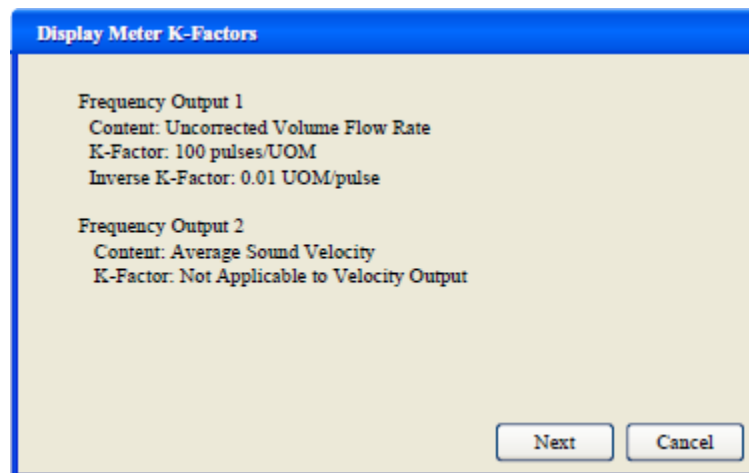 Display Meter K-Factors
Frequency Output 1
Content: Uncorrected Volume Flow Rate
K-Factor: 100 pulses/UOM
Inverse K-Factor: 0.01 UOM/pulse
Frequency Output 2
Content: Average Sound Velocity
K-Factor: Not Applicable to Velocity Output
Next
Cancel